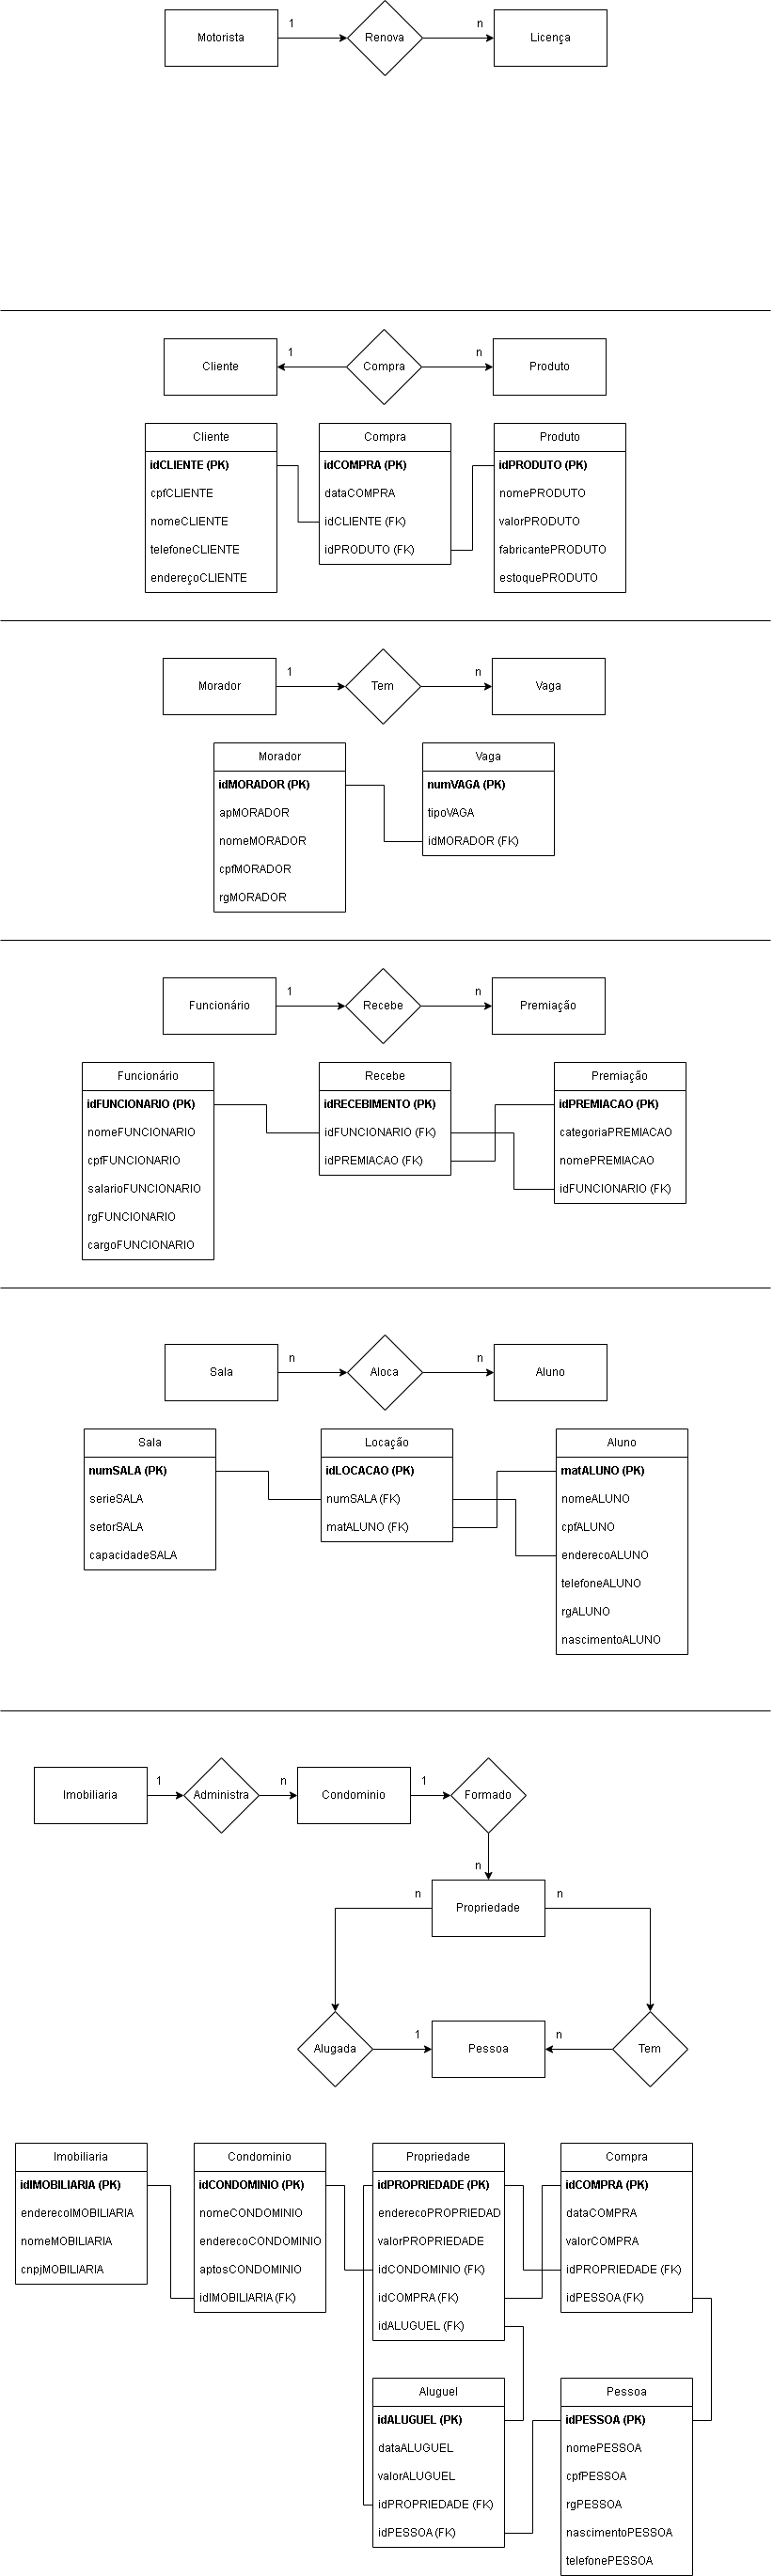 Motorista
1
Renova
n
Licença
Cliente
1
Compra
n
Produto
Cliente
idCLIENTE (PK)
cpfCLIENTE
nomeCLIENTE
telefoneCLIENTE
endereçoCLIENTE
Compra
idCOMPRA (PK)
dataCOMPRA
idCLIENTE (FK)
idPRODUTO (FK)
Produto
idPRODUTO (PK)
nomePRODUTO
valorPRODUTO
fabricantePRODUTO
estoquePRODUTO
Morador
1
Tem
n
Vaga
Morador
idMORADOR (PK)
apMORADOR
nomeMORADOR
cpfMORADOR
rgMORADOR
Vaga
numVAGA (PK)
tipoVAGA
idMORADOR (FK)
Funcionário
1
Recebe
n
Premiação
Funcionário
idFUNCIONARIO (PK)
nomeFUNCIONARIO
cpfFUNCIONARIO
salarioFUNCIONARIO
rgFUNCIONARIO
cargoFUNCIONARIO
Recebe
idRECEBIMENTO (PK)
idFUNCIONARIO (FK)
idPREMIACAO (FK)
Premiação
idPREMIACAO (PK)
categoriaPREMIACAO
nomePREMIACAO
idFUNCIONARIO (FK)
Sala
n
Aloca
n
Aluno
Sala
numSALA (PK)
serieSALA
setorSALA
capacidadeSALA
Locação
idLOCACAO (PK)
numSALA (FK)
matALUNO (FK)
Aluno
matALUNO (PK)
nomeALUNO
cpfALUNO
enderecoALUNO
telefoneALUNO
rgALUNO
nascimentoALUNO
Imobiliaria
1
Administra
n
Condominio
1
Formado
n
Propriedade
n
n
Alugada
1
Pessoa
n
Tem
Imobiliaria
idIMOBILIARIA (PK)
enderecoIMOBILIARIA
nomeMOBILIARIA
cnpjMOBILIARIA
Condominio
idCONDOMINIO (PK)
nomeCONDOMINIO
enderecoCONDOMINIO
aptosCONDOMINIO
idIMOBILIARIA (FK)
Propriedade
idPROPRIEDADE (PK)
enderecoPROPRIEDAD
valorPROPRIEDADE
idCONDOMINIO (FK)
idCOMPRA (FK)
idALUGUEL (FK)
Compra
idCOMPRA (PK)
dataCOMPRA
valorCOMPRA
idPROPRIEDADE (FK)
idPESSOA (FK)
Aluguel
idALUGUEL (PK)
dataALUGUEL
valorALUGUEL
idPROPRIEDADE (FK)
idPESSOA (FK)
Pessoa
idPESSOA (PK)
nomePESSOA
cpfPESSOA
rgPESSOA
nascimentoPESSOA
telefonePESSOA